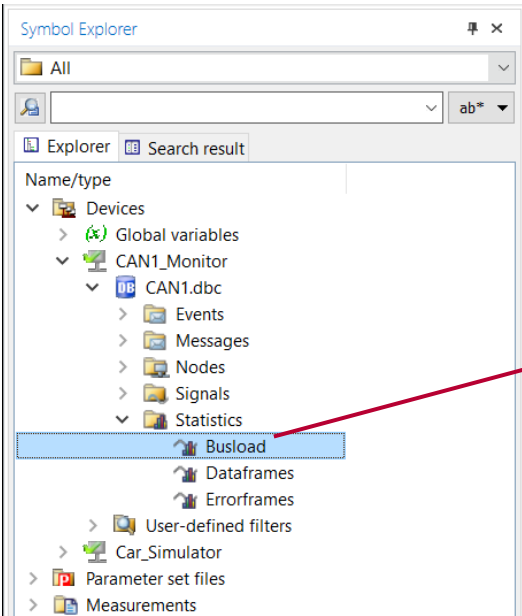 Symbol Explorer
All
ab*
Explorer Search result
Name/type
Devices
(x) Global variables
CAN1_Monitor
DB CAN1.dbc
Events
Messages
Nodes
Signals
Statistics
Busload
Dataframes
Errorframes
User-defined filters
Car_Simulator
Parameter set files
Measurements